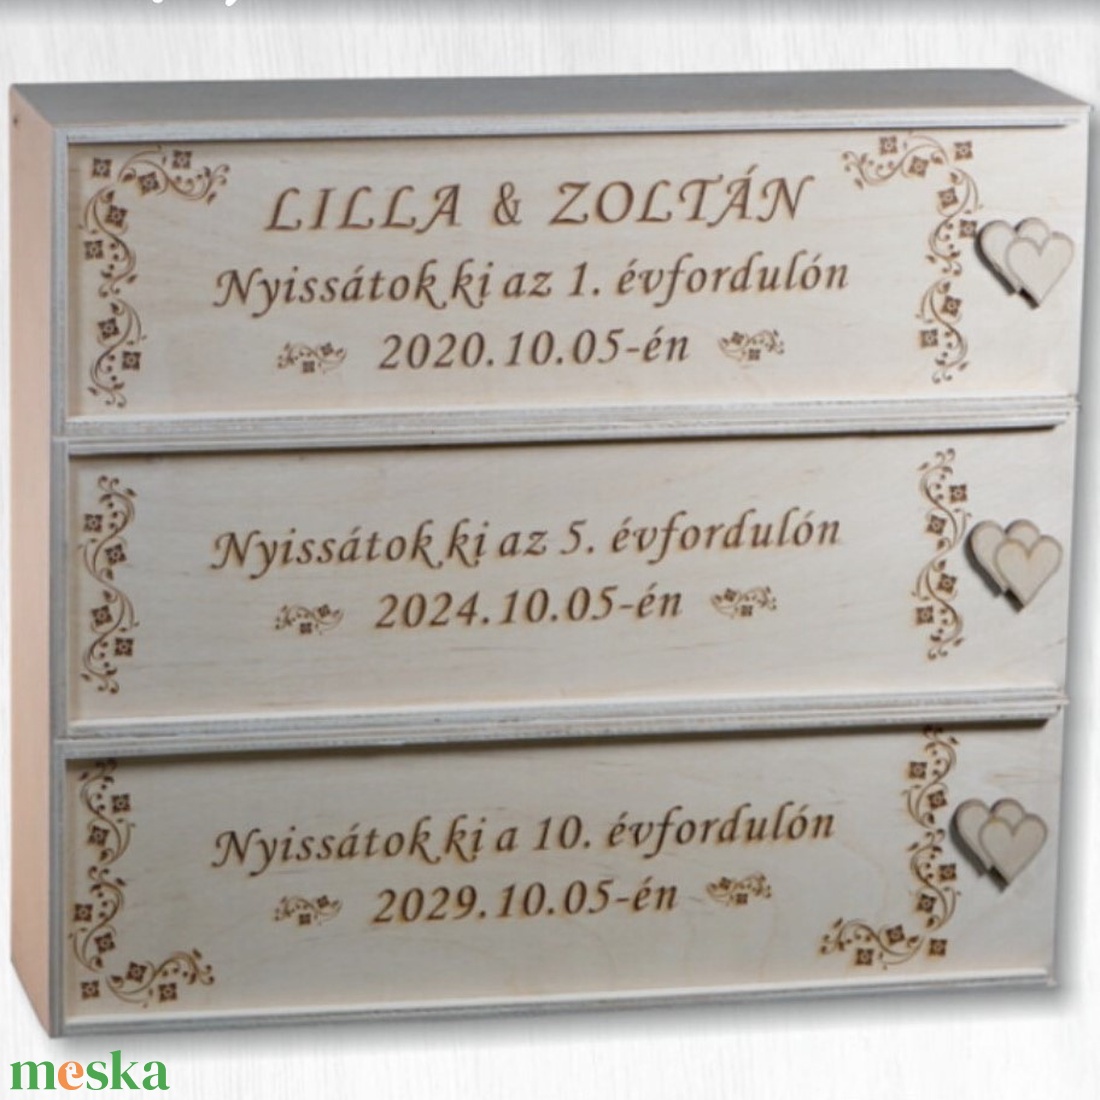 LILLA & ZOLTÁN
Nyissátok ki az 1. évfordulón
2020.10.05-én
Nyissátok ki az 5. évfordulón
2024.10.05-én
Nyissátok ki a 10. évfordulón
2029.10.05-én
meska